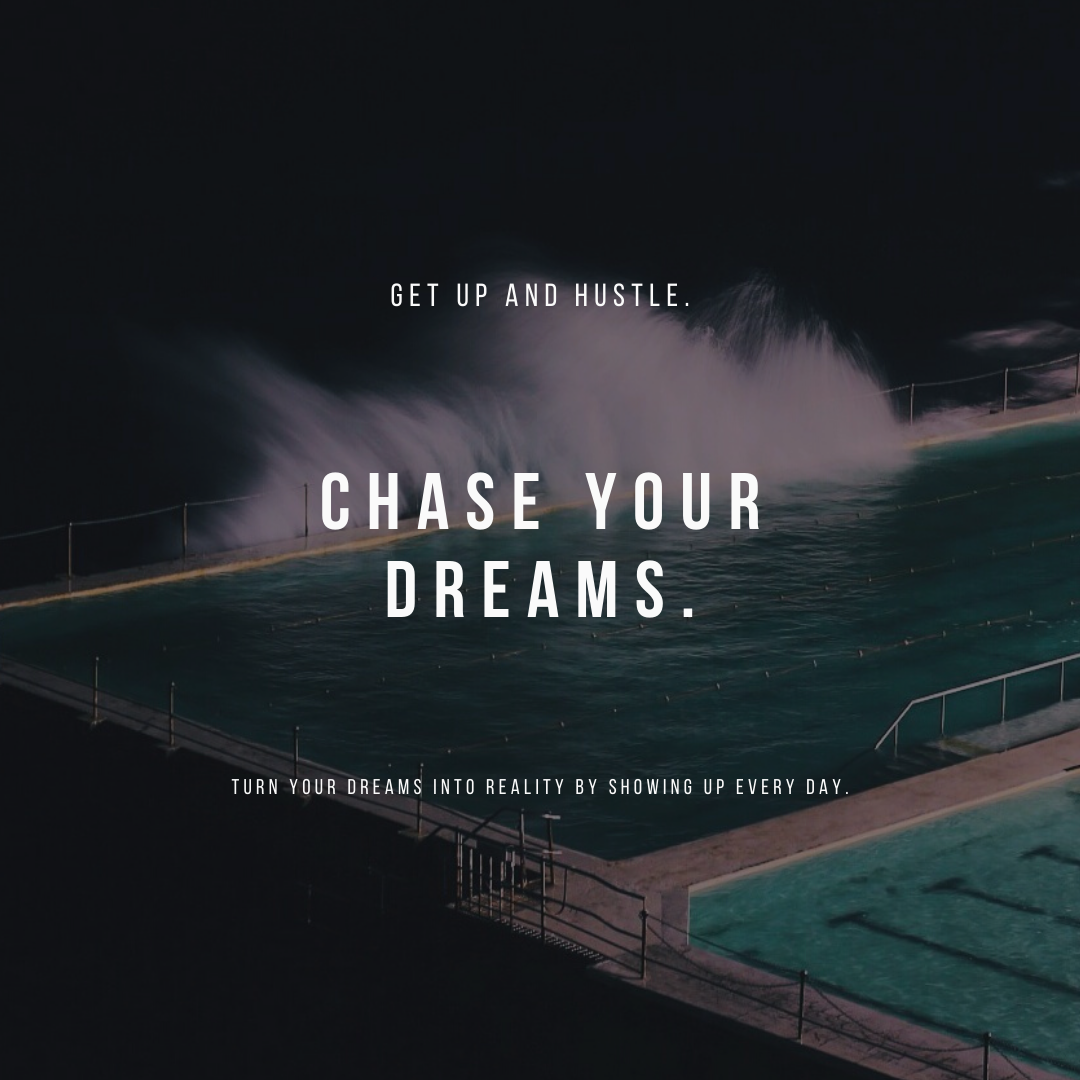 GET UP AND HUSTLE.
CHASE YOUR
DREAMS.
TURN YOUR DREAMS INTO REALITY BY SHOWING UP EVERY DAY.